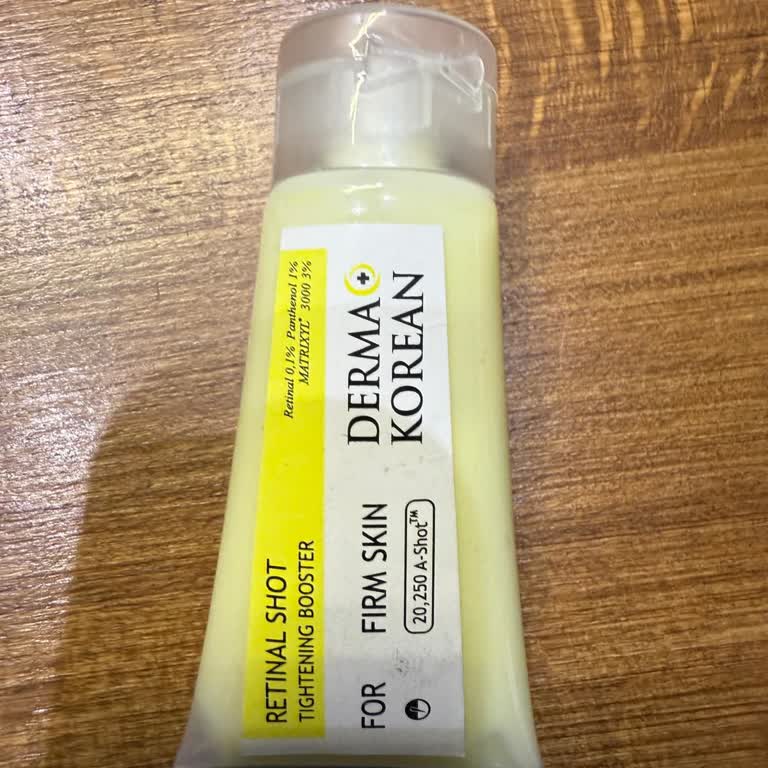 RETINAL SHOT
TIGHTENING BOOSTER
Retinal 0,1% Panthenol 1%
MATRIXYL® 3000 3%
FOR FIRM SKIN
20,250 A-Shot™
DERMA
KOREAN